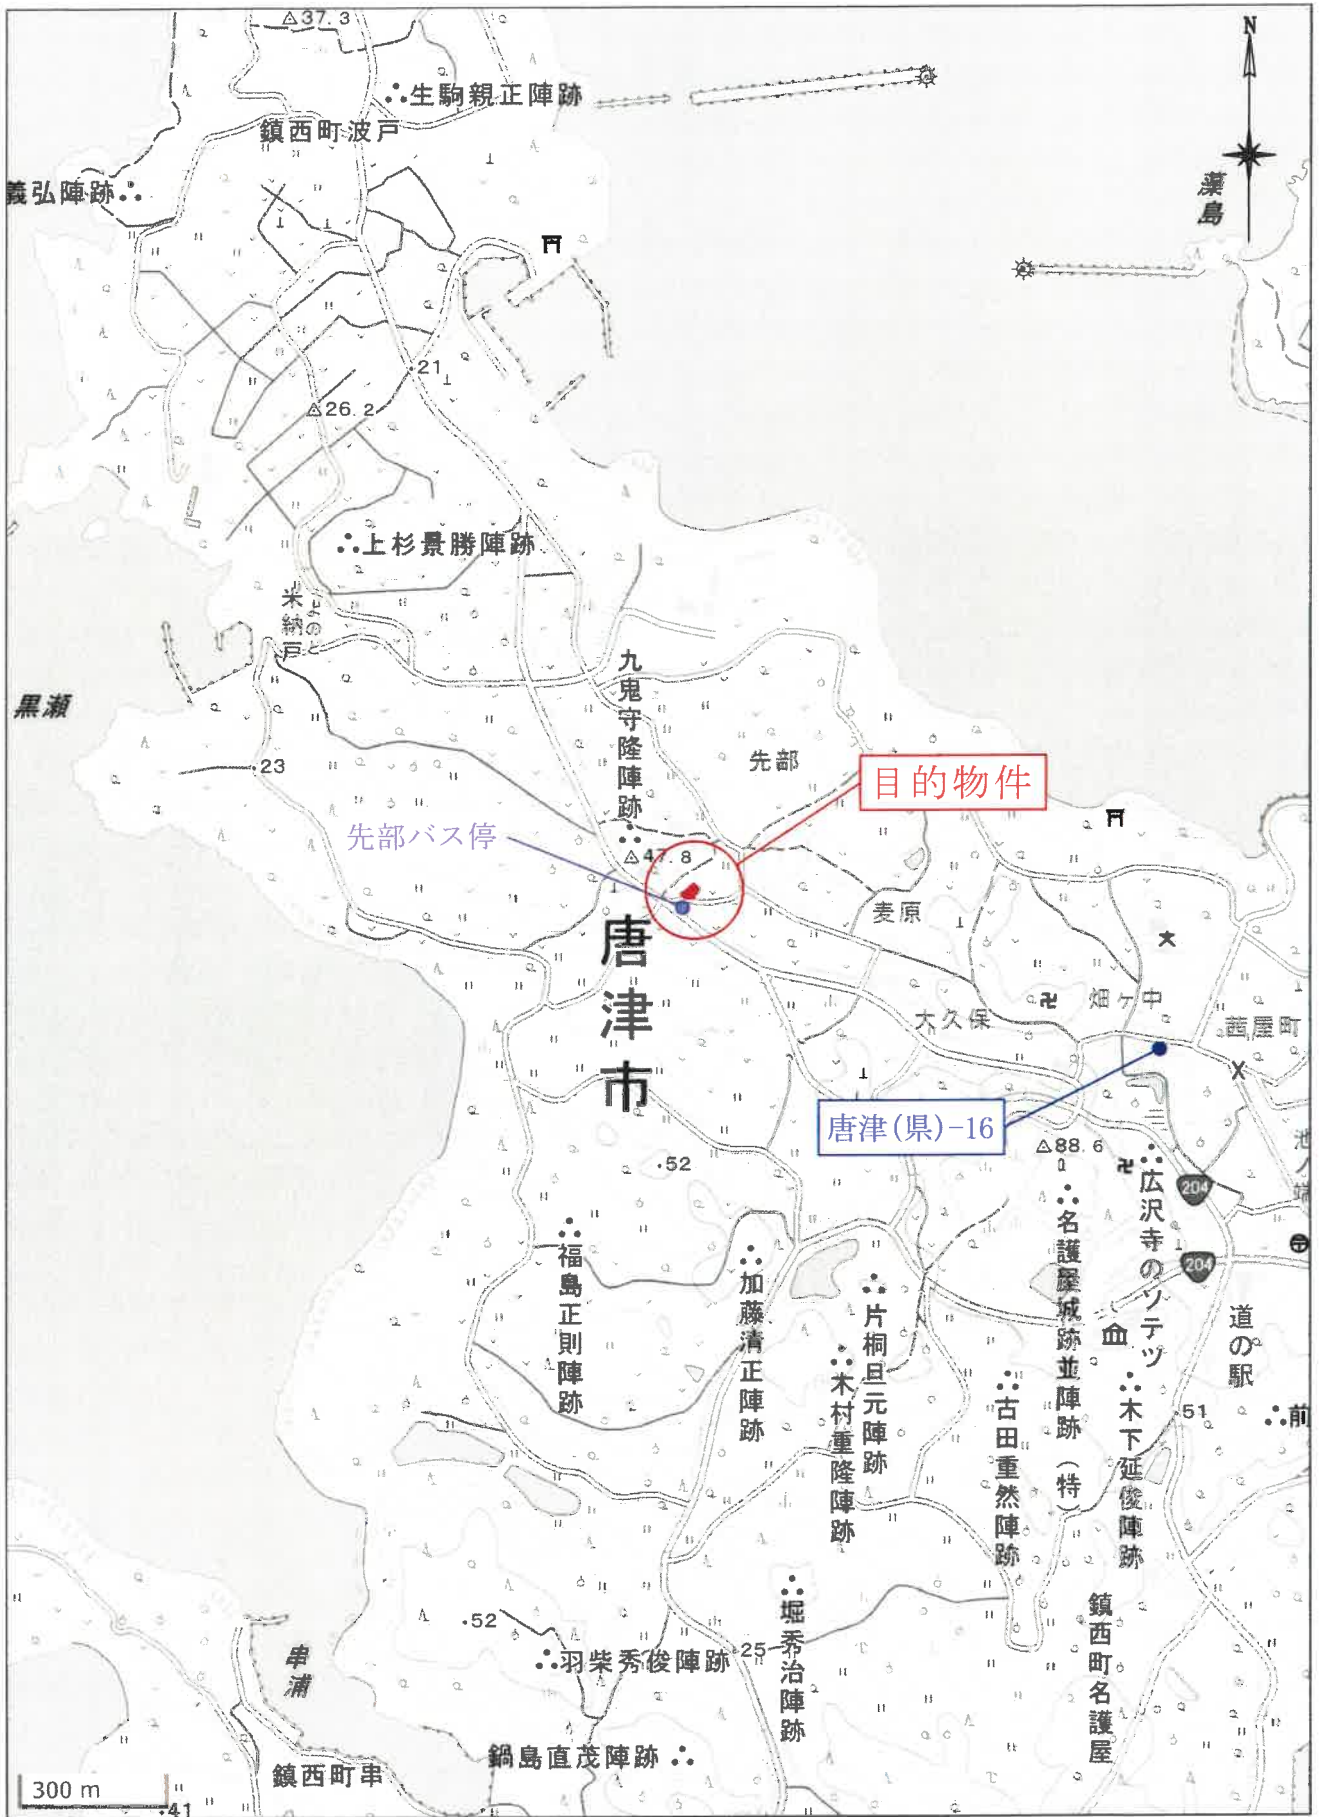 37.3
N
生駒親正陣跡
鎮西町波戸
義弘陣跡
藻島
21
26.2
上杉景勝陣跡
米納戸
九鬼守隆陣跡
黒瀬
23
先部
目的物件
先部バス停
47.8
麦原
唐津市
畑ヶ中
大久保
茜屋町
唐津(県)-16
88.6
池ノ端
52
204
広沢寺のソテツ
名護屋城跡並陣跡(特)
204
福島正則陣跡
加藤清正陣跡
片桐且元陣跡
木村重隆陣跡
道の駅
古田重然陣跡
木下延俊陣跡
51
前
52
羽柴秀俊陣跡
25
堀秀治陣跡
鎮西町名護屋
串浦
鍋島直茂陣跡
鎮西町串
300 m
41